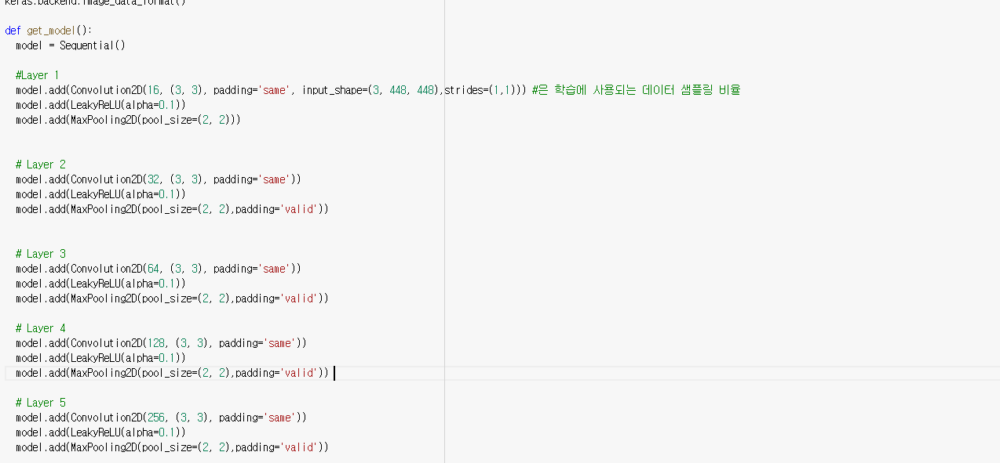 keras.backend.image_data_format()
def get_model():
model = Sequential()
#Layer 1
model.add(Convolution2D(16, (3, 3), padding='same', input_shape=(3, 448, 448),strides=(1,1))) #은 학습에 사용되는 데이터 샘플링 비율
model.add(LeakyReLU(alpha=0.1))
model.add(MaxPooling2D(pool_size=(2, 2)))
# Layer 2
model.add(Convolution2D(32, (3, 3), padding='same'))
model.add(LeakyReLU(alpha=0.1))
model.add(MaxPooling2D(pool_size=(2, 2),padding='valid'))
# Layer 3
model.add(Convolution2D(64, (3, 3), padding='same'))
model.add(LeakyReLU(alpha=0.1))
model.add(MaxPooling2D(pool_size=(2, 2),padding='valid'))
# Layer 4
model.add(Convolution2D(128, (3, 3), padding='same'))
model.add(LeakyReLU(alpha=0.1))
model.add(MaxPooling2D(pool_size=(2, 2),padding='valid'))
# Layer 5
model.add(Convolution2D(256, (3, 3), padding='same'))
model.add(LeakyReLU(alpha=0.1))
model.add(MaxPooling2D(pool_size=(2, 2),padding='valid'))